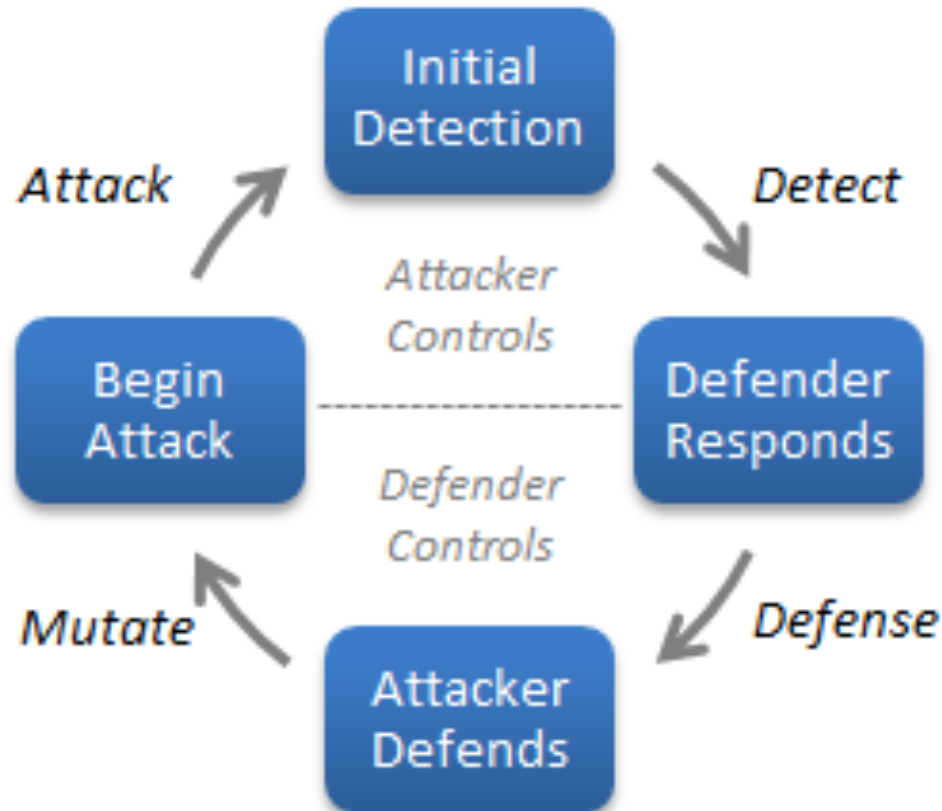 Initial
Detection
Attack
Detect
Attacker
Controls
Begin
Attack
Defender
Responds
Defender
Controls
Mutate
Defense
Attacker
Defends